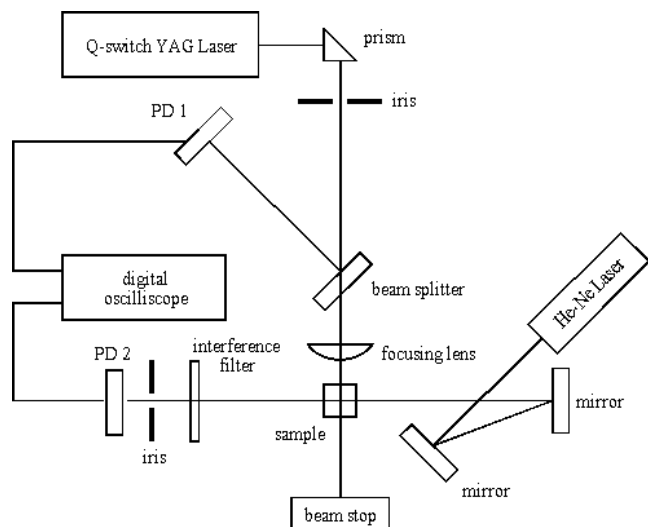 Q-switch YAG Laser
prism
iris
PD 1
He-Ne Laser
digital
oscilliscope
beam splitter
PD 2
interference
filter
focusing lens
mirror
sample
iris
mirror
beam stop